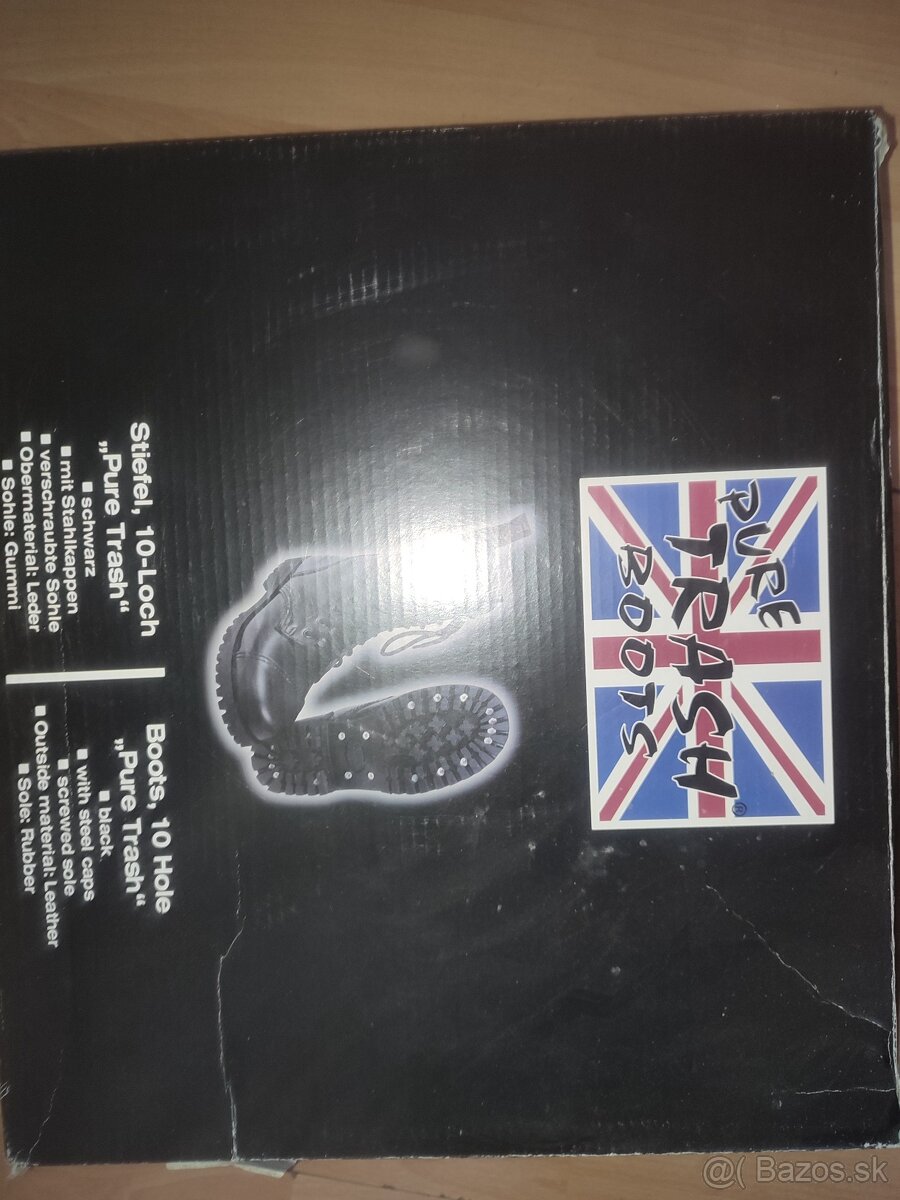 PURE
TRASH®
BOOTS
Stiefel, 10-Loch
„Pure Trash“
▪ schwarz
▪ mit Stahlkappen
▪ verschraubte Sohle
▪ Obermaterial: Leder
▪ Sohle: Gummi
Boots, 10 Hole
„Pure Trash“
▪ black
▪ with steel caps
▪ screwed sole
▪ Outside material: Leather
▪ Sole: Rubber
@( Bazos.sk